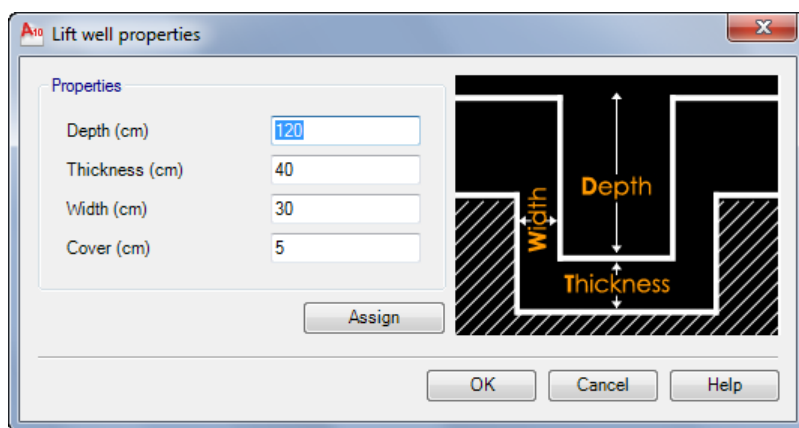 A10 Lift well properties
Properties
Depth (cm) 120
Thickness (cm) 40
Width (cm) 30
Cover (cm) 5
Assign
Depth
Width
Thickness
OK Cancel Help